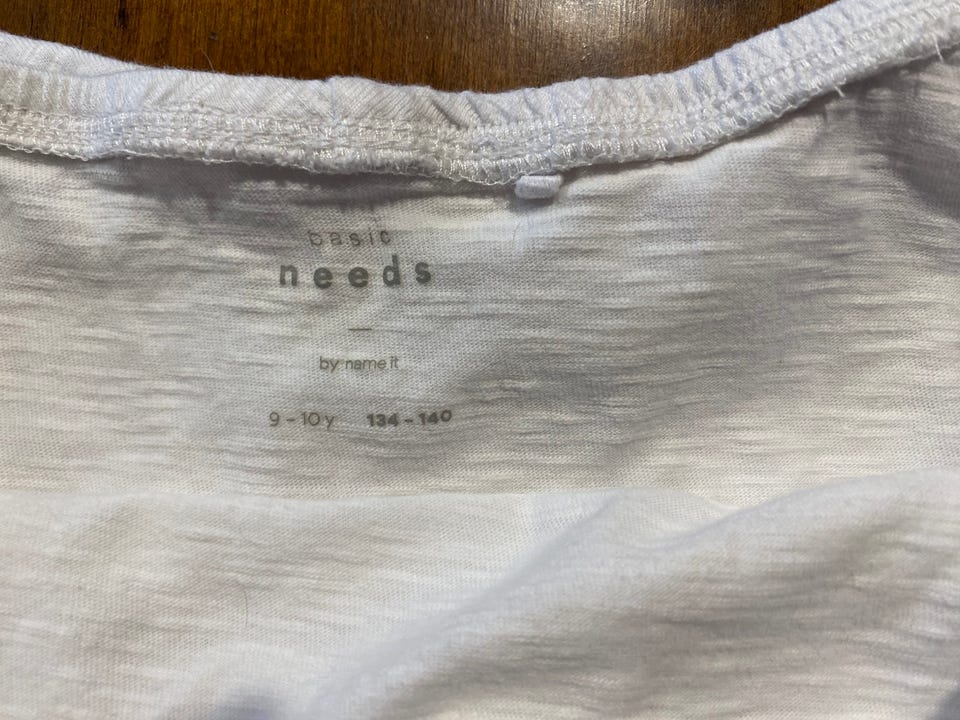 basic
needs
by name it
9 - 10 y 134 - 140